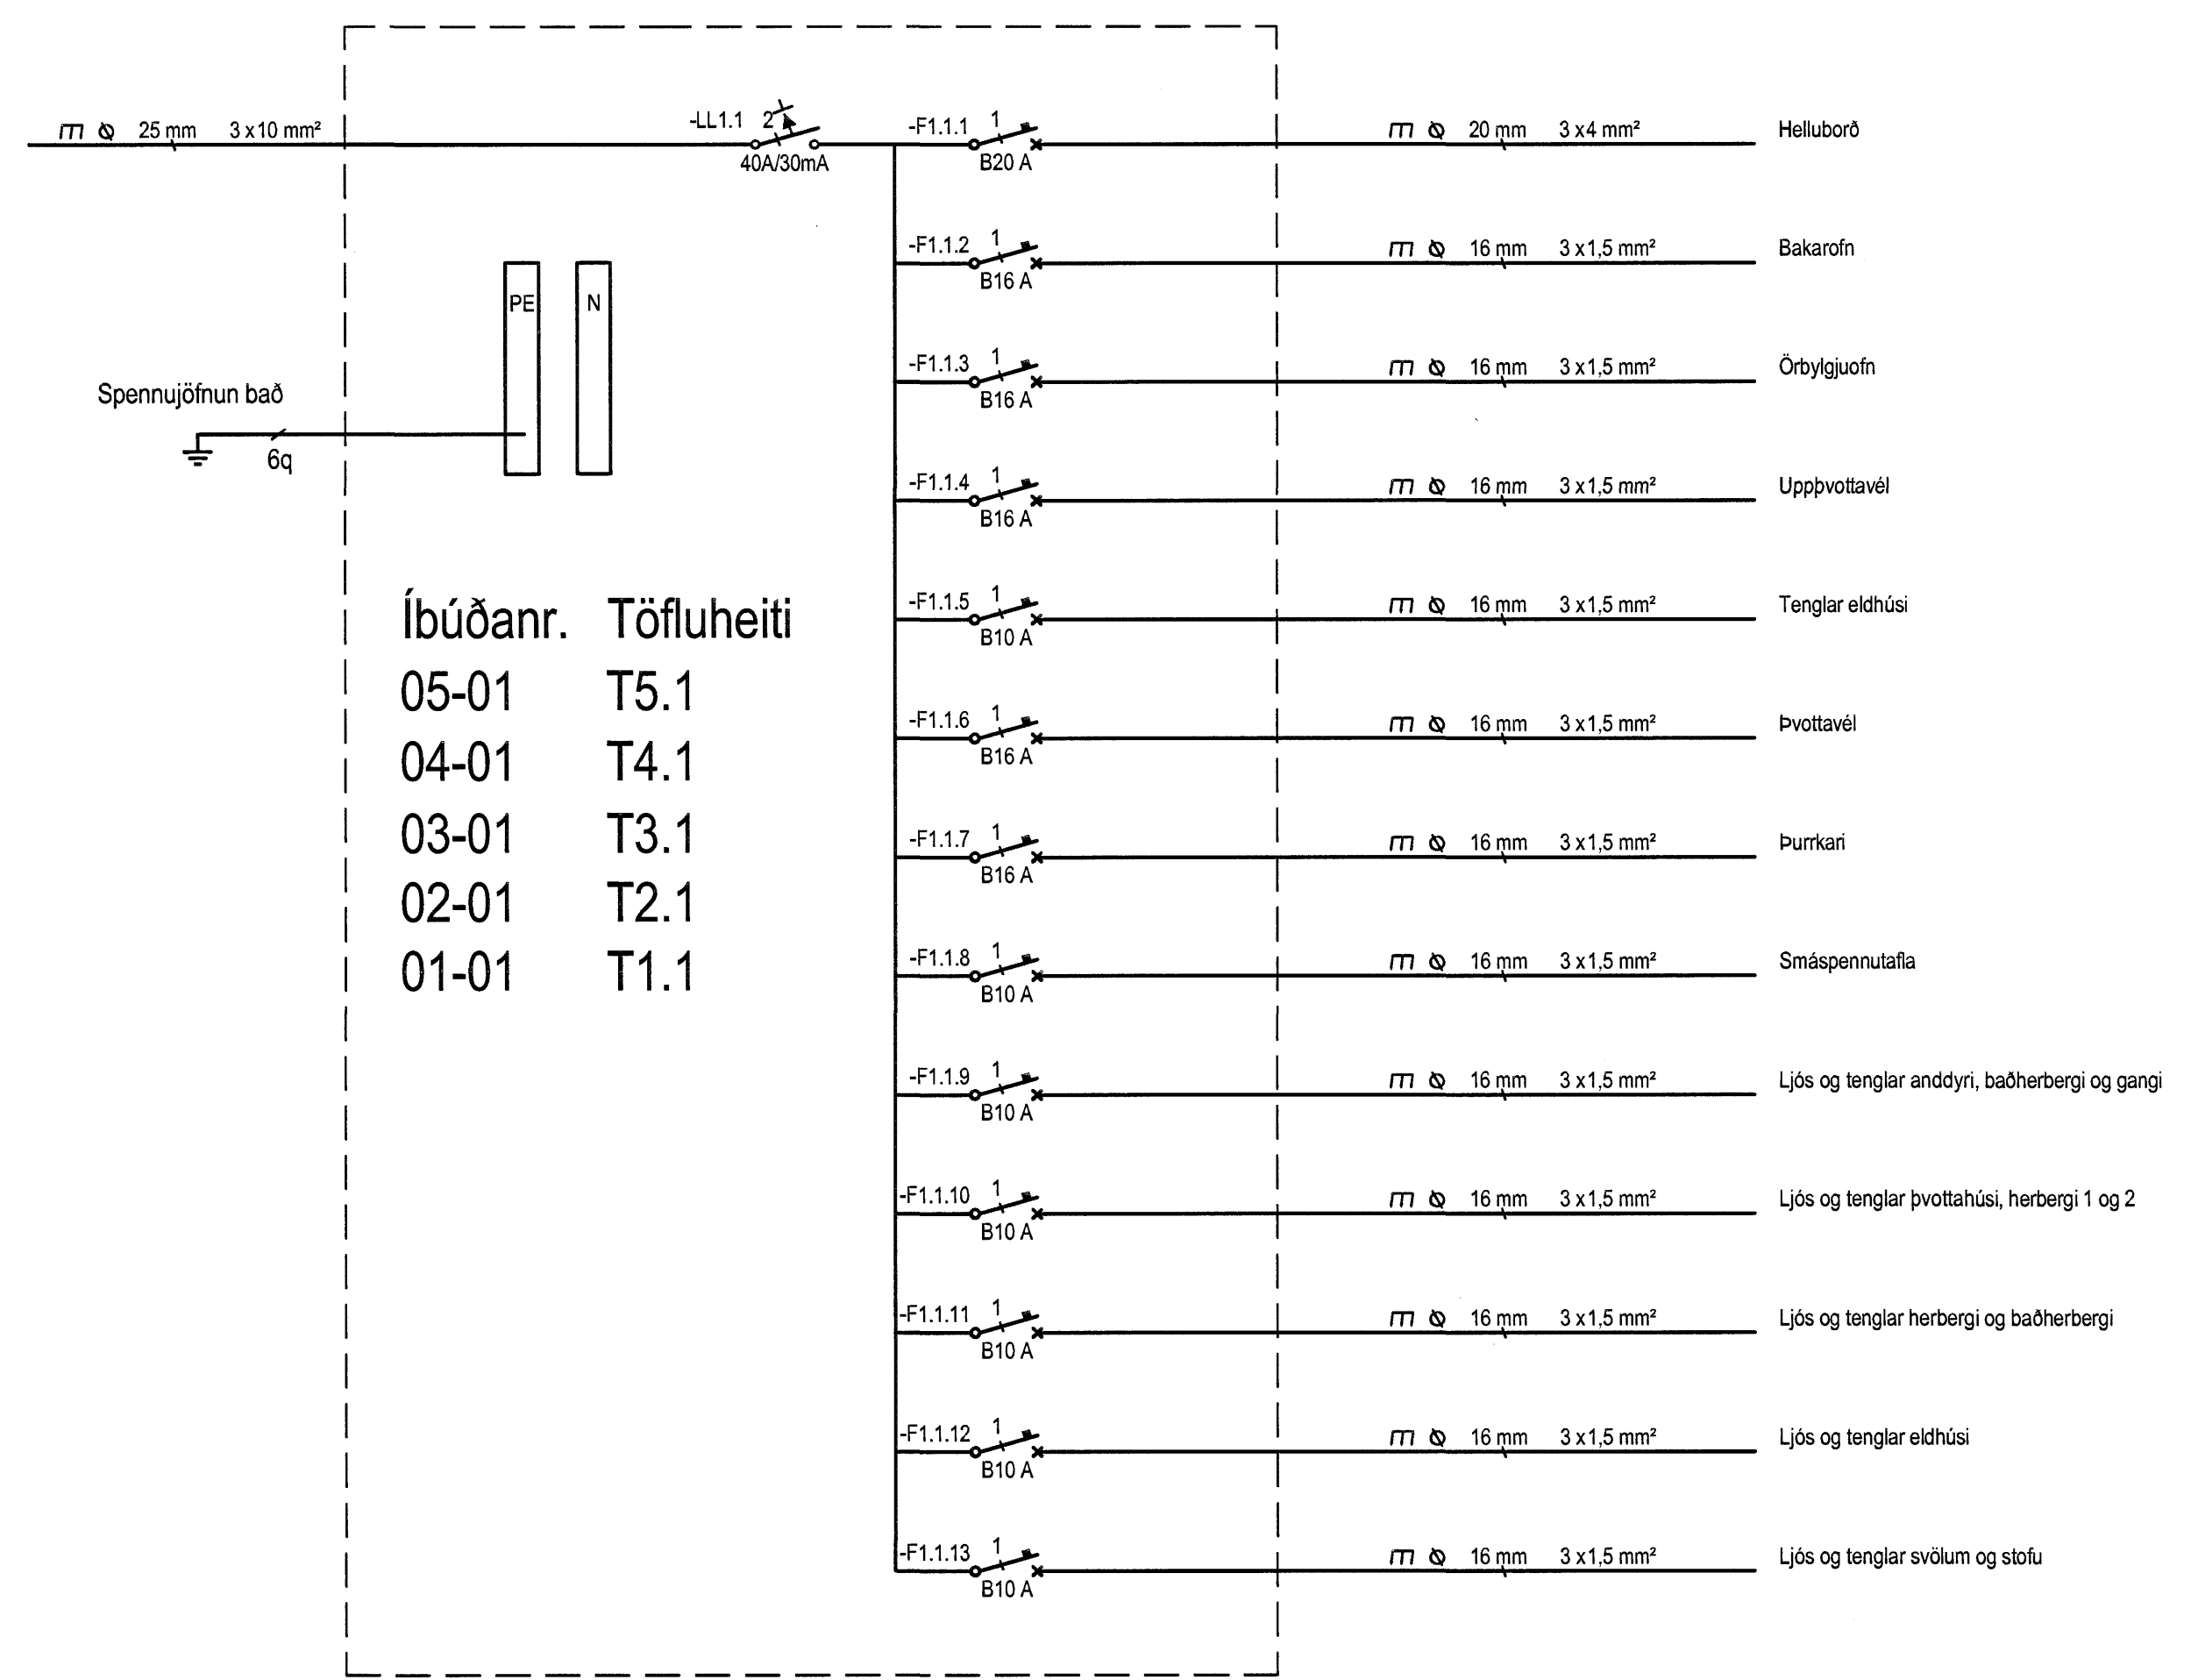 25 mm 3 x 10 mm²
-LL1.1 2
40A/30mA
-F1.1.1 1
B20 A
20 mm 3 x 4 mm²
Helluborð
-F1.1.2 1
B16 A
16 mm 3 x 1,5 mm²
Bakarofn
PE N
-F1.1.3 1
B16 A
16 mm 3 x 1,5 mm²
Örbylgjuofn
Spennujöfnun bað
6q
-F1.1.4 1
B16 A
16 mm 3 x 1,5 mm²
Uppþvottavél
Íbúðanr. Töfluheiti
05-01 T5.1
04-01 T4.1
03-01 T3.1
02-01 T2.1
01-01 T1.1
-F1.1.5 1
B10 A
16 mm 3 x 1,5 mm²
Tenglar eldhúsi
-F1.1.6 1
B16 A
16 mm 3 x 1,5 mm²
Þvottavél
-F1.1.7 1
B16 A
16 mm 3 x 1,5 mm²
Þurrkari
-F1.1.8 1
B10 A
16 mm 3 x 1,5 mm²
Smáspennutafla
-F1.1.9 1
B10 A
16 mm 3 x 1,5 mm²
Ljós og tenglar anddyri, baðherbergi og gangi
-F1.1.10 1
B10 A
16 mm 3 x 1,5 mm²
Ljós og tenglar þvottahúsi, herbergi 1 og 2
-F1.1.11 1
B10 A
16 mm 3 x 1,5 mm²
Ljós og tenglar herbergi og baðherbergi
-F1.1.12 1
B10 A
16 mm 3 x 1,5 mm²
Ljós og tenglar eldhúsi
-F1.1.13 1
B10 A
16 mm 3 x 1,5 mm²
Ljós og tenglar svölum og stofu